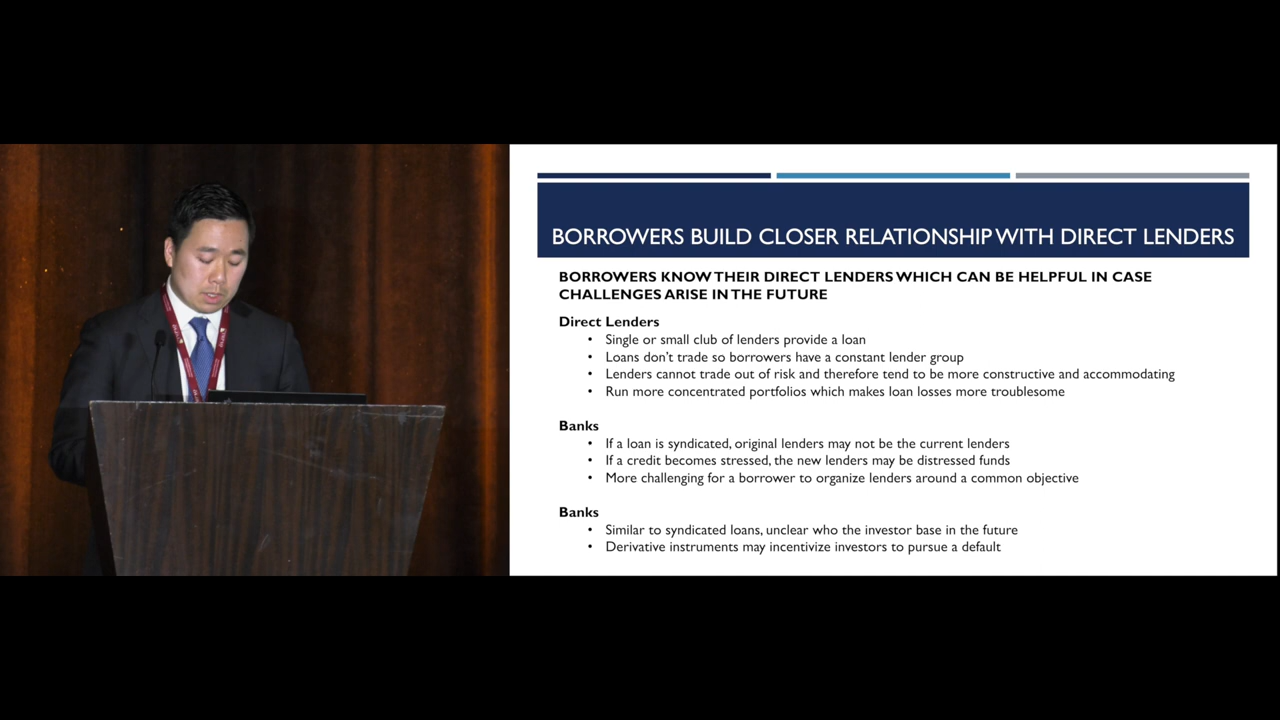 BORROWERS BUILD CLOSER RELATIONSHIP WITH DIRECT LENDERS
BORROWERS KNOW THEIR DIRECT LENDERS WHICH CAN BE HELPFUL IN CASE
CHALLENGES ARISE IN THE FUTURE
Direct Lenders
• Single or small club of lenders provide a loan
• Loans don't trade so borrowers have a constant lender group
• Lenders cannot trade out of risk and therefore tend to be more constructive and accommodating
• Run more concentrated portfolios which makes loan losses more troublesome
Banks
• If a loan is syndicated, original lenders may not be the current lenders
• If a credit becomes stressed, the new lenders may be distressed funds
• More challenging for a borrower to organize lenders around a common objective
Banks
• Similar to syndicated loans, unclear who the investor base in the future
• Derivative instruments may incentivize investors to pursue a default